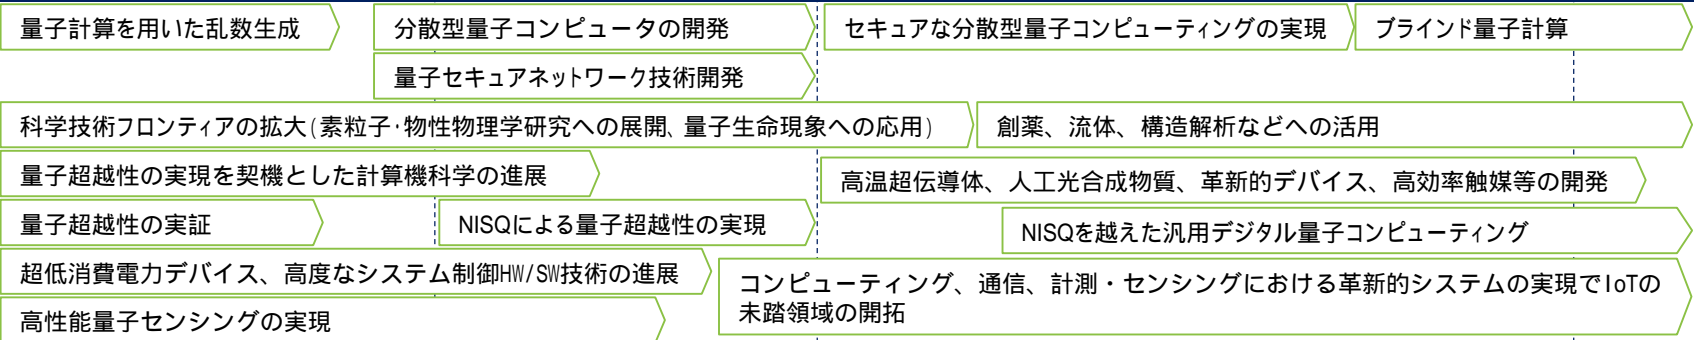 量子計算を用いた乱数生成
分散型量子コンピュータの開発
セキュアな分散型量子コンピューティングの実現
ブラインド量子計算
量子セキュアネットワーク技術開発
科学技術フロンティアの拡大(素粒子・物性物理学研究への展開、量子生命現象への応用)
創薬、流体、構造解析などへの活用
量子超越性の実現を契機とした計算機科学の進展
高温超伝導体、人工光合成物質、革新的デバイス、高効率触媒等の開発
量子超越性の実証
NISQによる量子超越性の実現
NISQを越えた汎用デジタル量子コンピューティング
超低消費電力デバイス、高度なシステム制御HW/SW技術の進展
コンピューティング、通信、計測・センシングにおける革新的システムの実現でIoTの
未踏領域の開拓
高性能量子センシングの実現